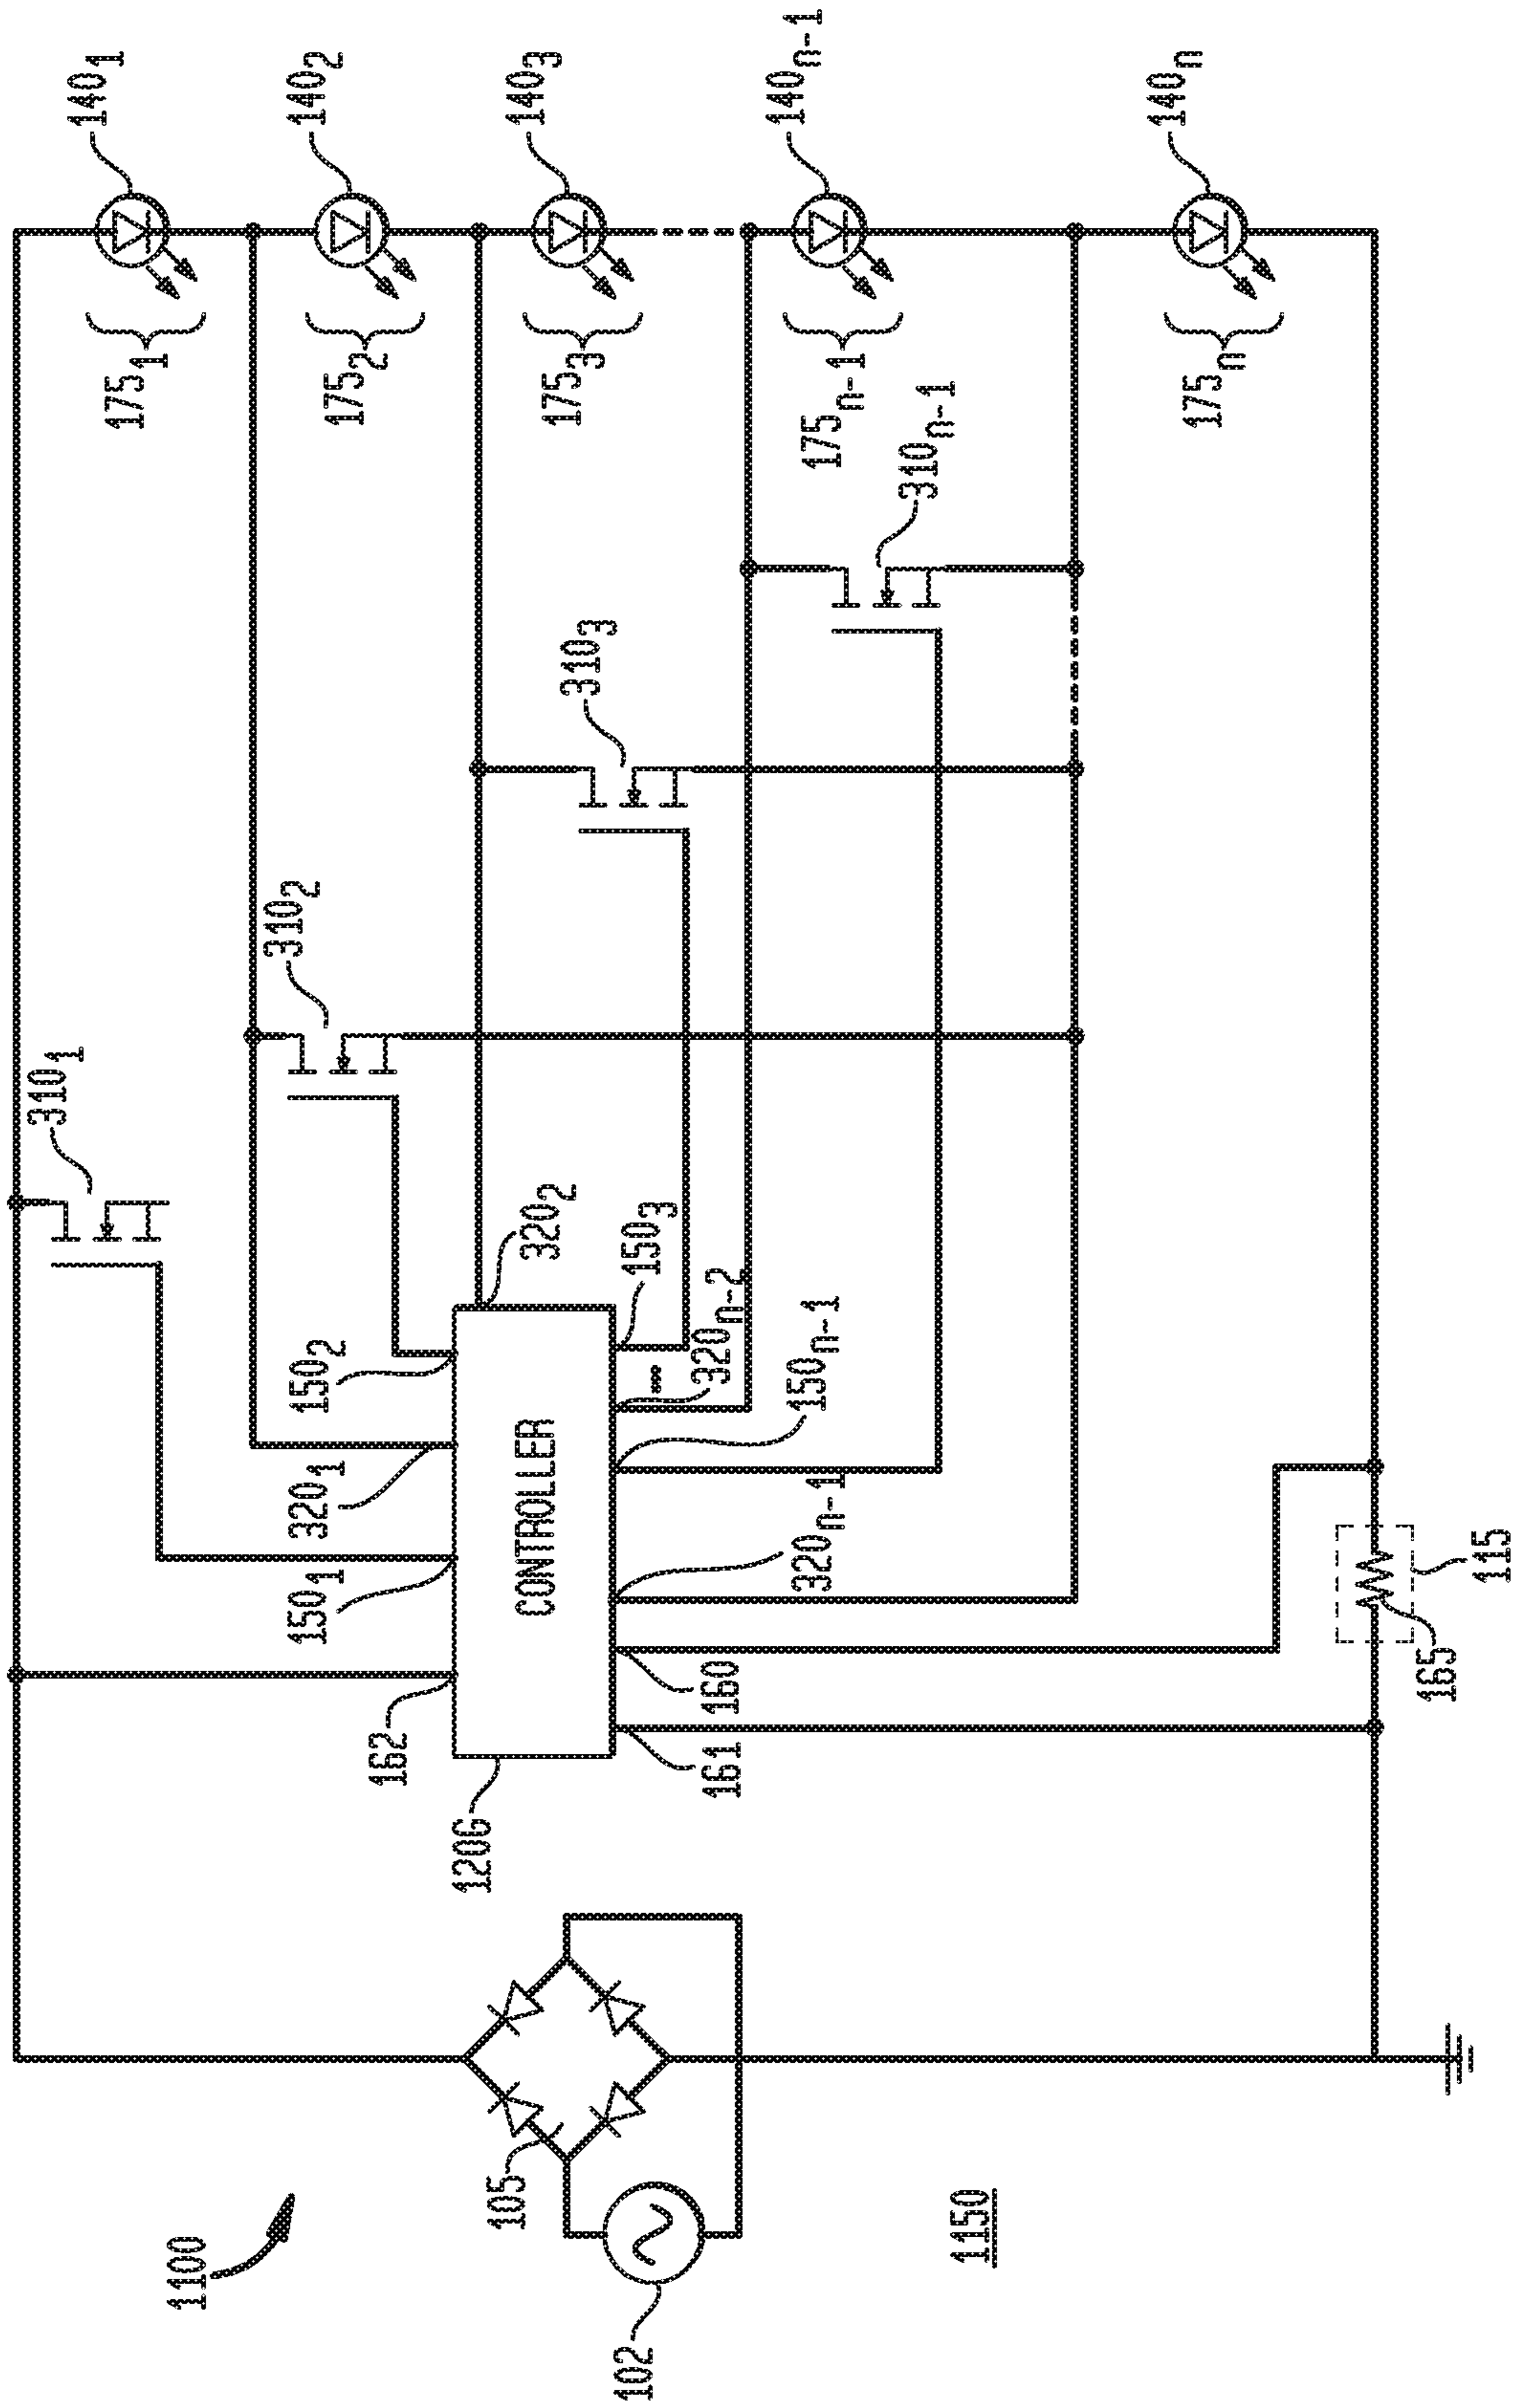 1100
102
105
1150
120G
CONTROLLER
162
150₁
320₁
150₂
320₂
150₃
320ₙ₋₂
150ₙ₋₁
320ₙ₋₁
160
161
165
115
310₁
310₂
310₃
310ₙ₋₁
175₁
175₂
175₃
175ₙ₋₁
175ₙ
140₁
140₂
140₃
140ₙ₋₁
140ₙ